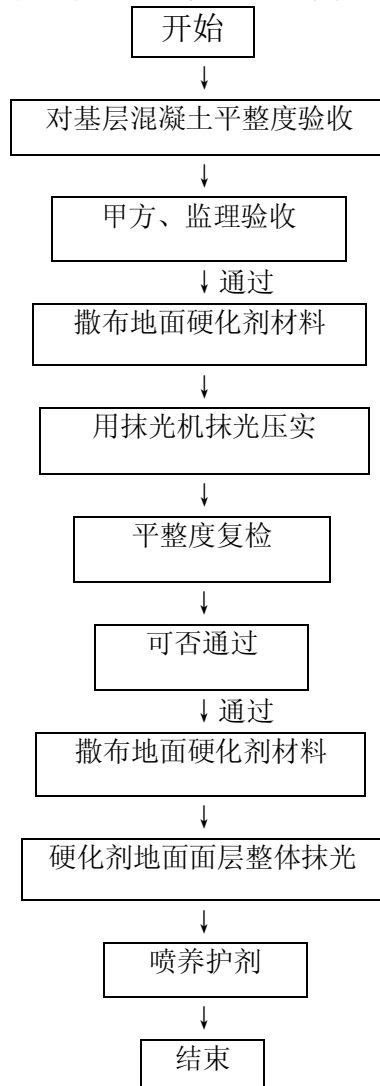 开始
↓
对基层混凝土平整度验收
↓
甲方、监理验收
↓通过
撒布地面硬化剂材料
↓
用抹光机抹光压实
↓
平整度复检
↓
可否通过
↓通过
撒布地面硬化剂材料
↓
硬化剂地面面层整体抹光
↓
喷养护剂
↓
结束